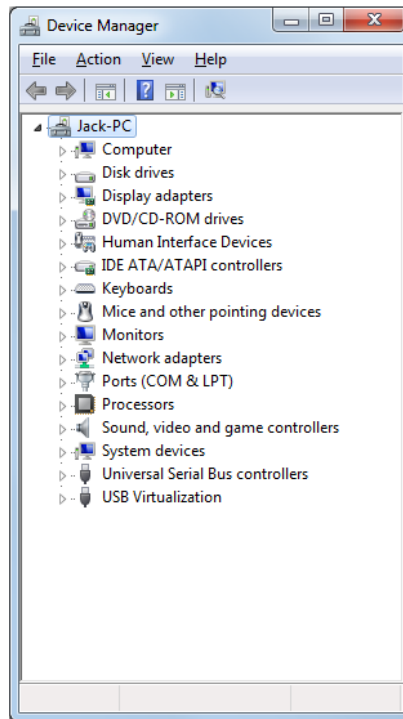 Device Manager
File Action View Help
Jack-PC
Computer
Disk drives
Display adapters
DVD/CD-ROM drives
Human Interface Devices
IDE ATA/ATAPI controllers
Keyboards
Mice and other pointing devices
Monitors
Network adapters
Ports (COM & LPT)
Processors
Sound, video and game controllers
System devices
Universal Serial Bus controllers
USB Virtualization